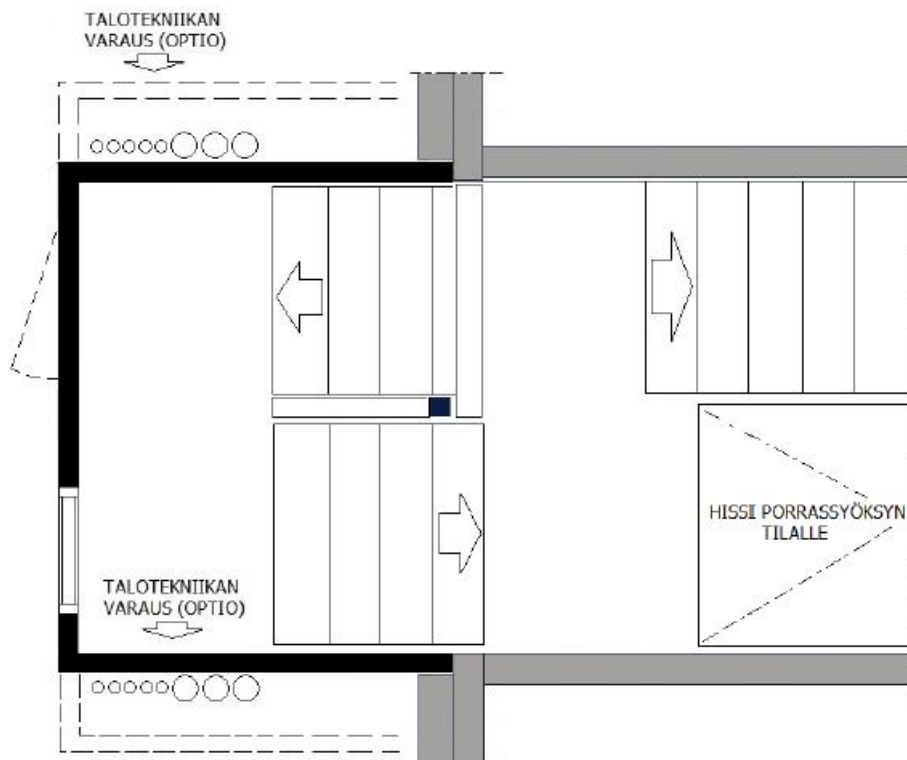 TALOTEKNIIKAN
VARAUS (OPTIO)
HISSI PORRASSYÖKSYN
TILALLE
TALOTEKNIIKAN
VARAUS (OPTIO)